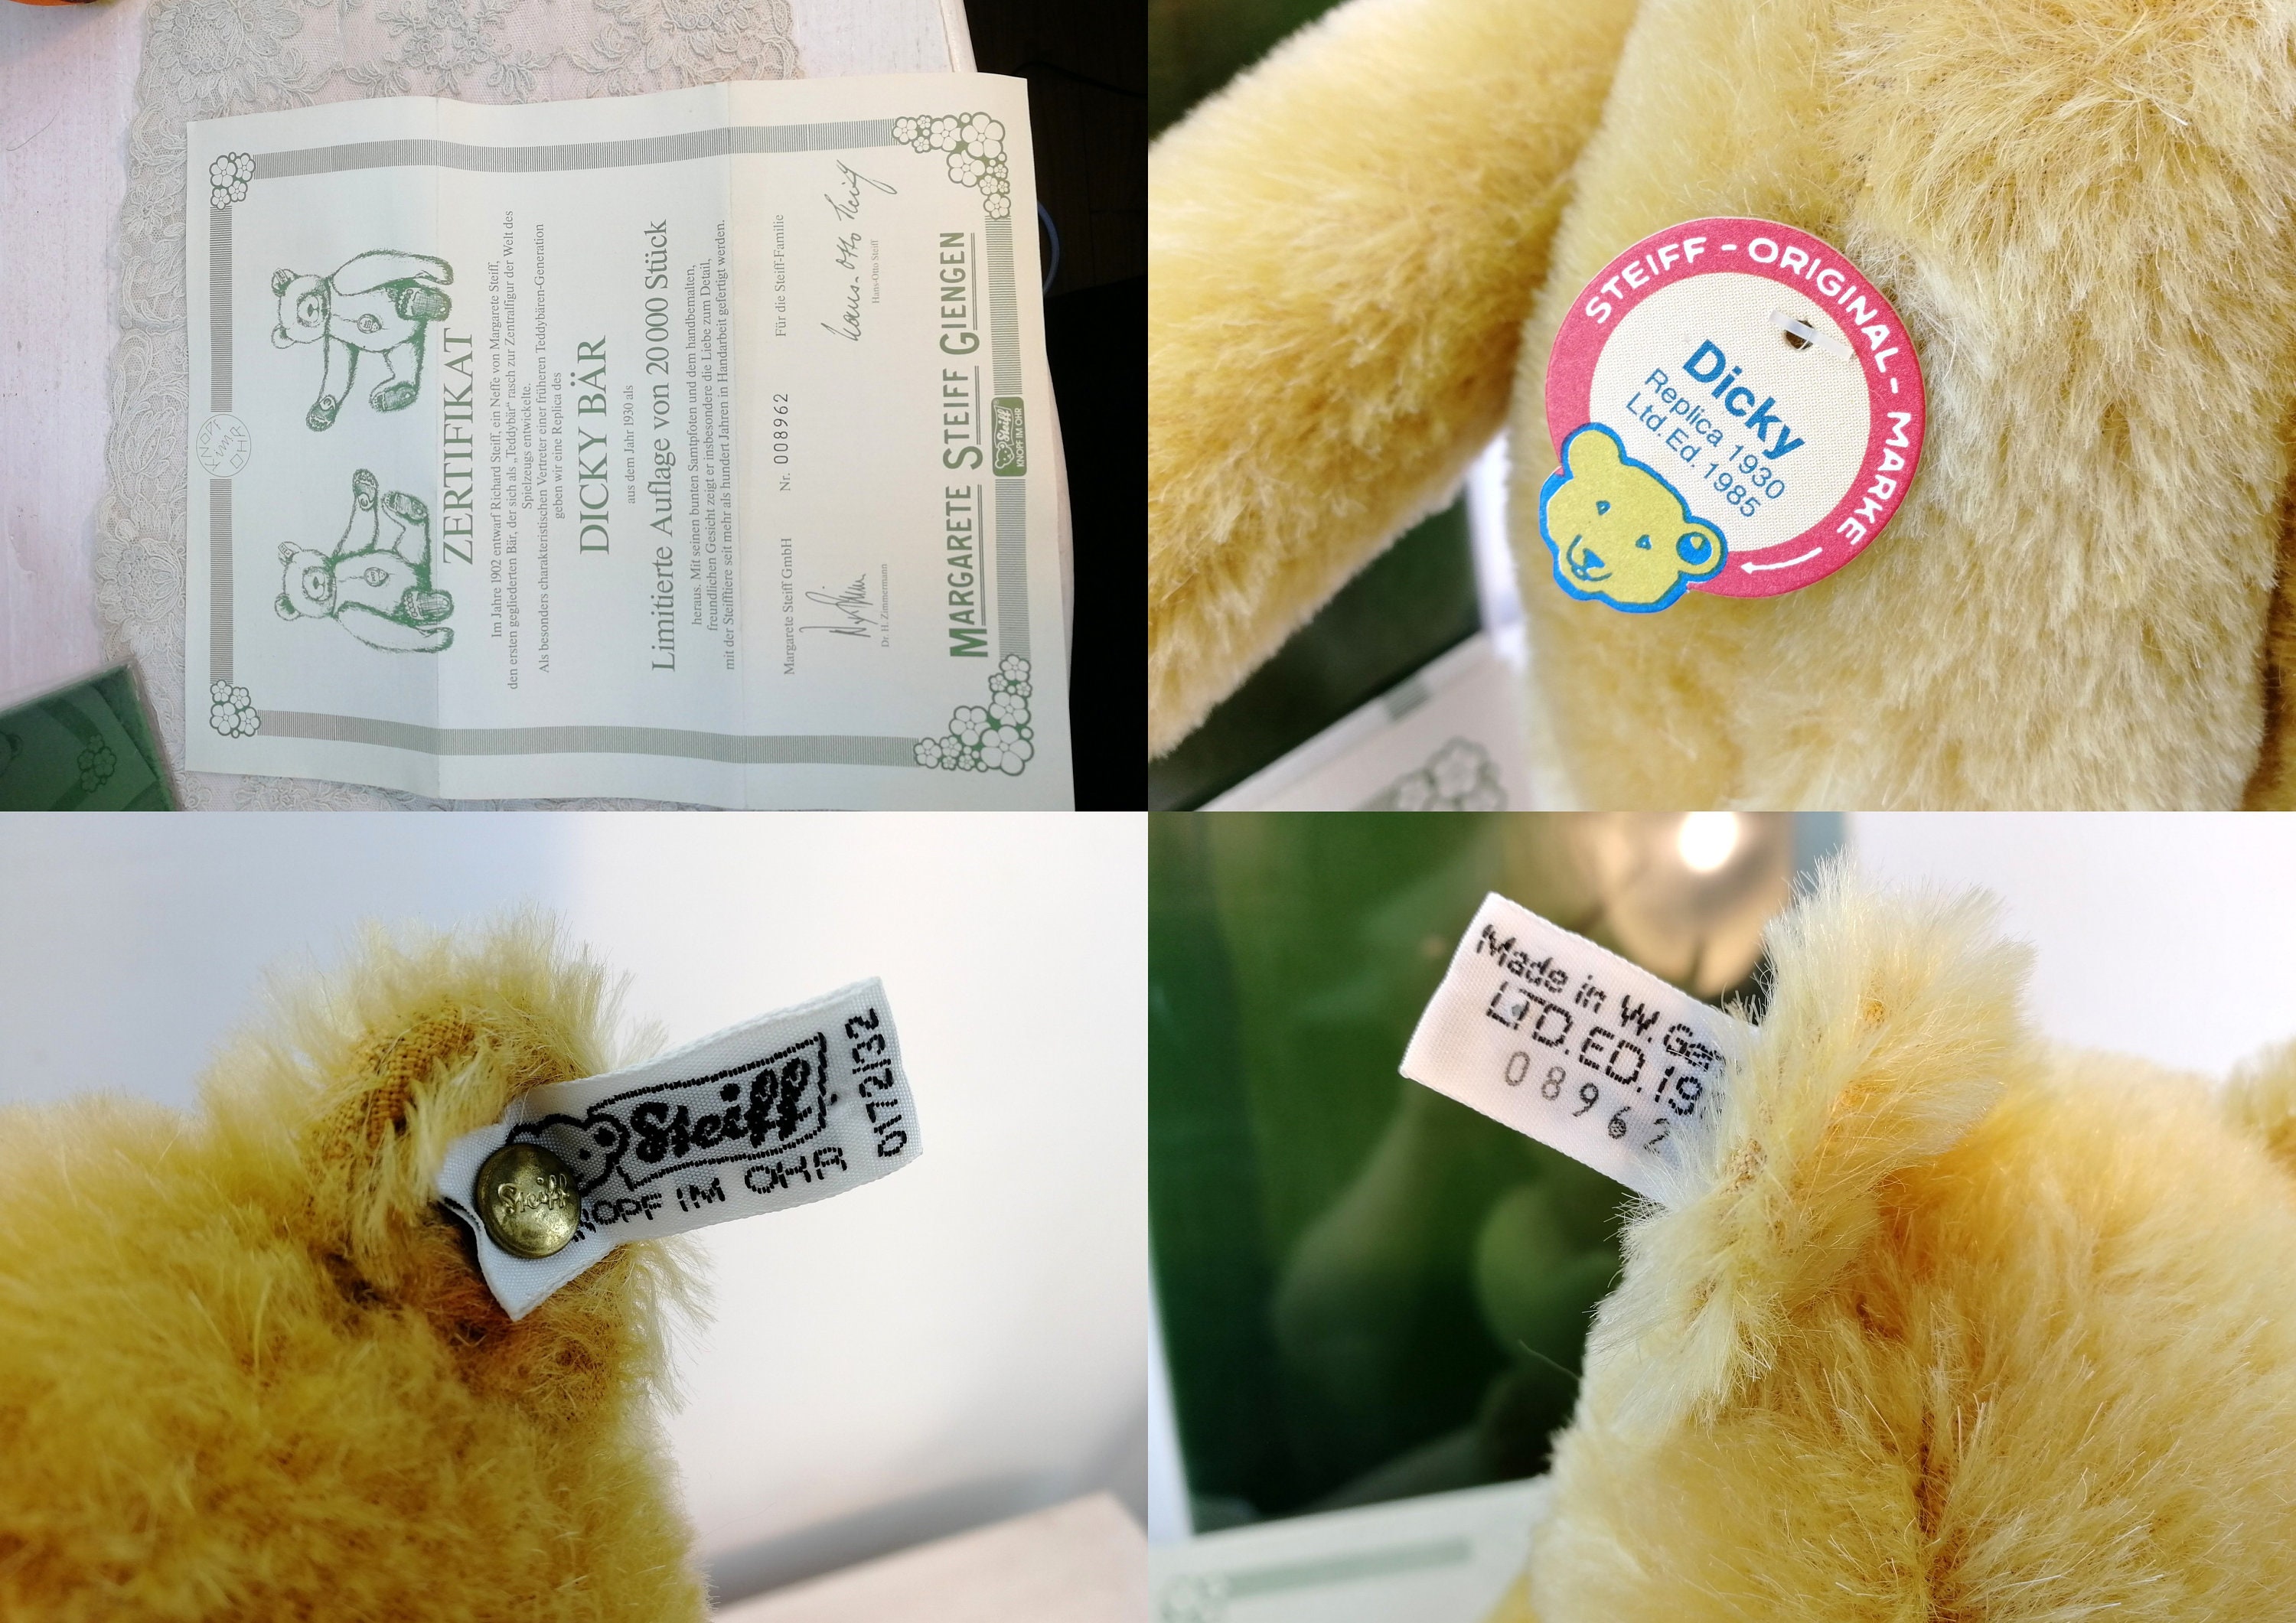 ZERTIFIKAT
Im Jahre 1902 entwarf Richard Steiff, ein Neffe von Margarete Steiff,
den ersten gegliederten Bär, der sich als „Teddybär" rasch zur Zentralfigur der Welt des
Spielzeugs entwickelte.
Als besonders charakteristischen Vertreter einer früheren Teddybären-Generation
geben wir eine Replica des
DICKY BÄR
aus dem Jahr 1930 als
Limitierte Auflage von 20 000 Stück
heraus. Mit seinen bunten Samtpfoten und dem handbemalten,
freundlichen Gesicht zeigt er insbesondere die Liebe zum Detail,
mit der Steifftiere seit mehr als hundert Jahren in Handarbeit gefertigt werden.
Margarete Steiff GmbH Nr. 008962 Für die Steiff-Familie
Hans-Otto Steiff
Dr. H. Zimmermann Hans-Otto Steiff
MARGARETE STEIFF GIENGEN
Steiff
KNOPF IM OHR
STEIFF - ORIGINAL - MARKE
Dicky
Replica 1930
Ltd. Ed. 1985
Steiff
Steiff
KNOPF IM OHR
0172/32
Made in W. Ger
LTD. ED. 19
08962